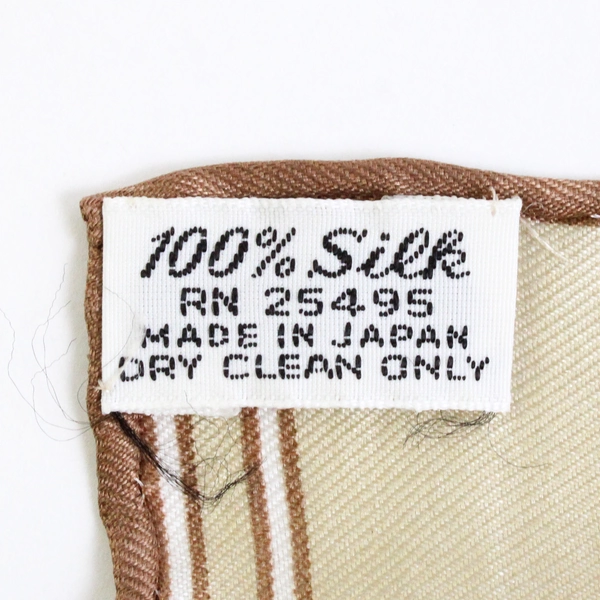 100% Silk
RN 25495
MADE IN JAPAN
DRY CLEAN ONLY